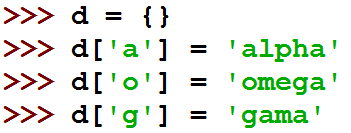 >>> d = {}
>>> d['a'] = 'alpha'
>>> d['o'] = 'omega'
>>> d['g'] = 'gama'